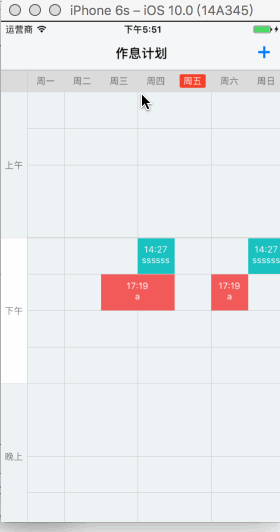 iPhone 6s – iOS 10.0 (14A345)
运营商 下午5:51
作息计划 +
周一 周二 周三 周四 周五 周六 周日
上午
14:27 14:27
ssssss ssssss
17:19 17:19
a a
下午
晚上